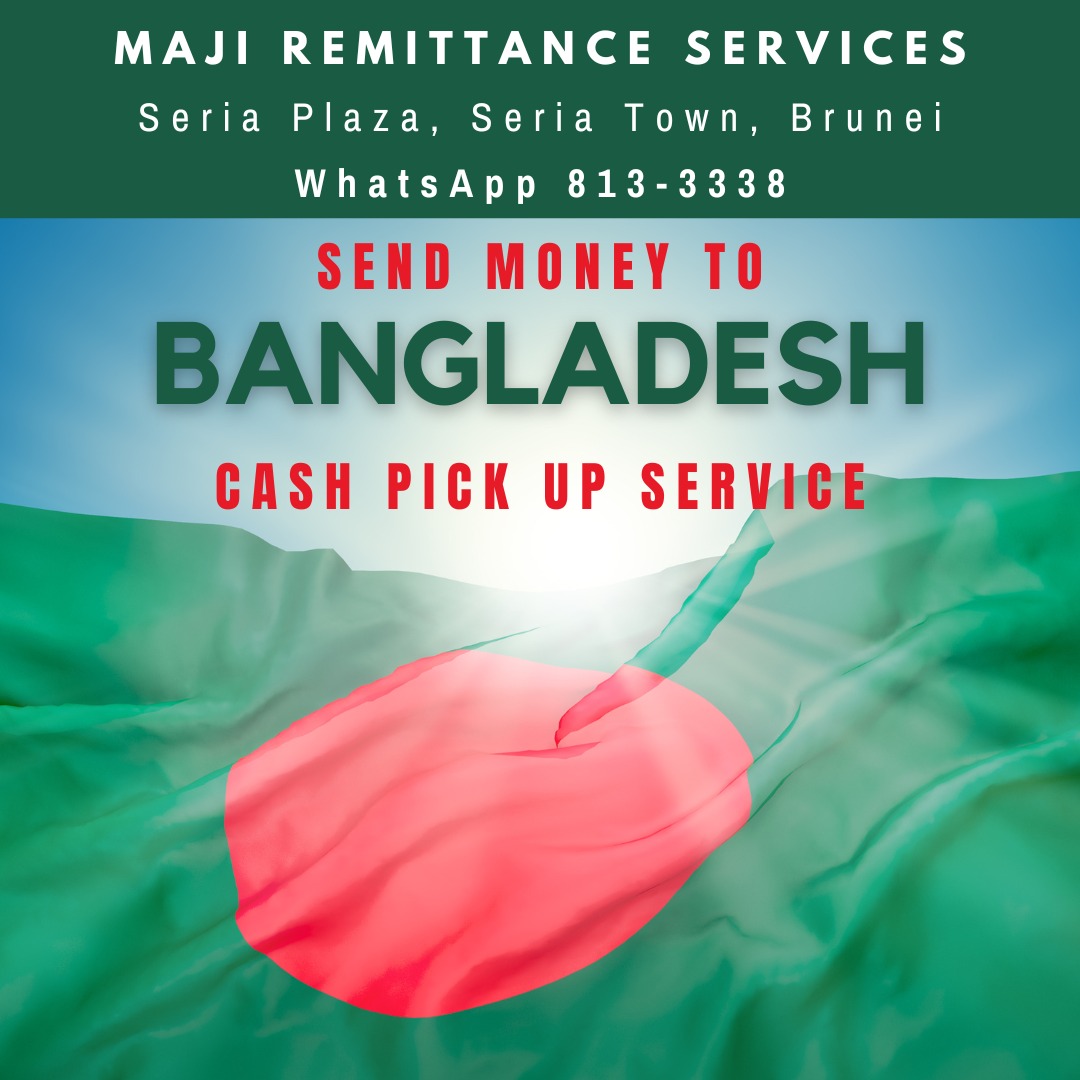 MAJI REMITTANCE SERVICES
Seria Plaza, Seria Town, Brunei
WhatsApp 813-3338
SEND MONEY TO
BANGLADESH
CASH PICK UP SERVICE